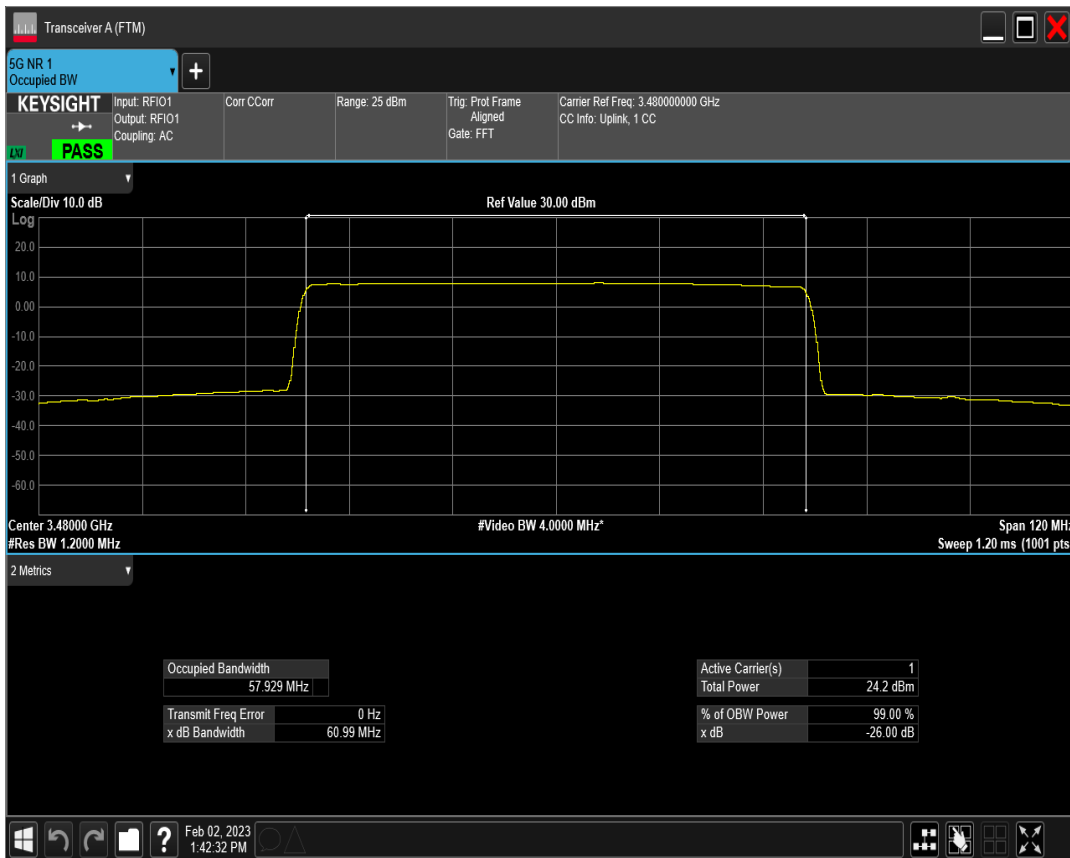 Transceiver A (FTM)
5G NR 1
Occupied BW
+
KEYSIGHT
LXI
PASS
Input: RFIO1
Output: RFIO1
Coupling: AC
Corr CCorr
Range: 25 dBm
Trig: Prot Frame
Aligned
Gate: FFT
Carrier Ref Freq: 3.480000000 GHz
CC Info: Uplink, 1 CC
1 Graph
Scale/Div 10.0 dB
Ref Value 30.00 dBm
Log
20.0
10.0
0.00
-10.0
-20.0
-30.0
-40.0
-50.0
-60.0
Center 3.48000 GHz
#Video BW 4.0000 MHz*
Span 120 MHz
#Res BW 1.2000 MHz
Sweep 1.20 ms (1001 pts
2 Metrics
Occupied Bandwidth
57.929 MHz
Transmit Freq Error 0 Hz
x dB Bandwidth 60.99 MHz
Active Carrier(s) 1
Total Power 24.2 dBm
% of OBW Power 99.00 %
x dB -26.00 dB
?
Feb 02, 2023
1:42:32 PM